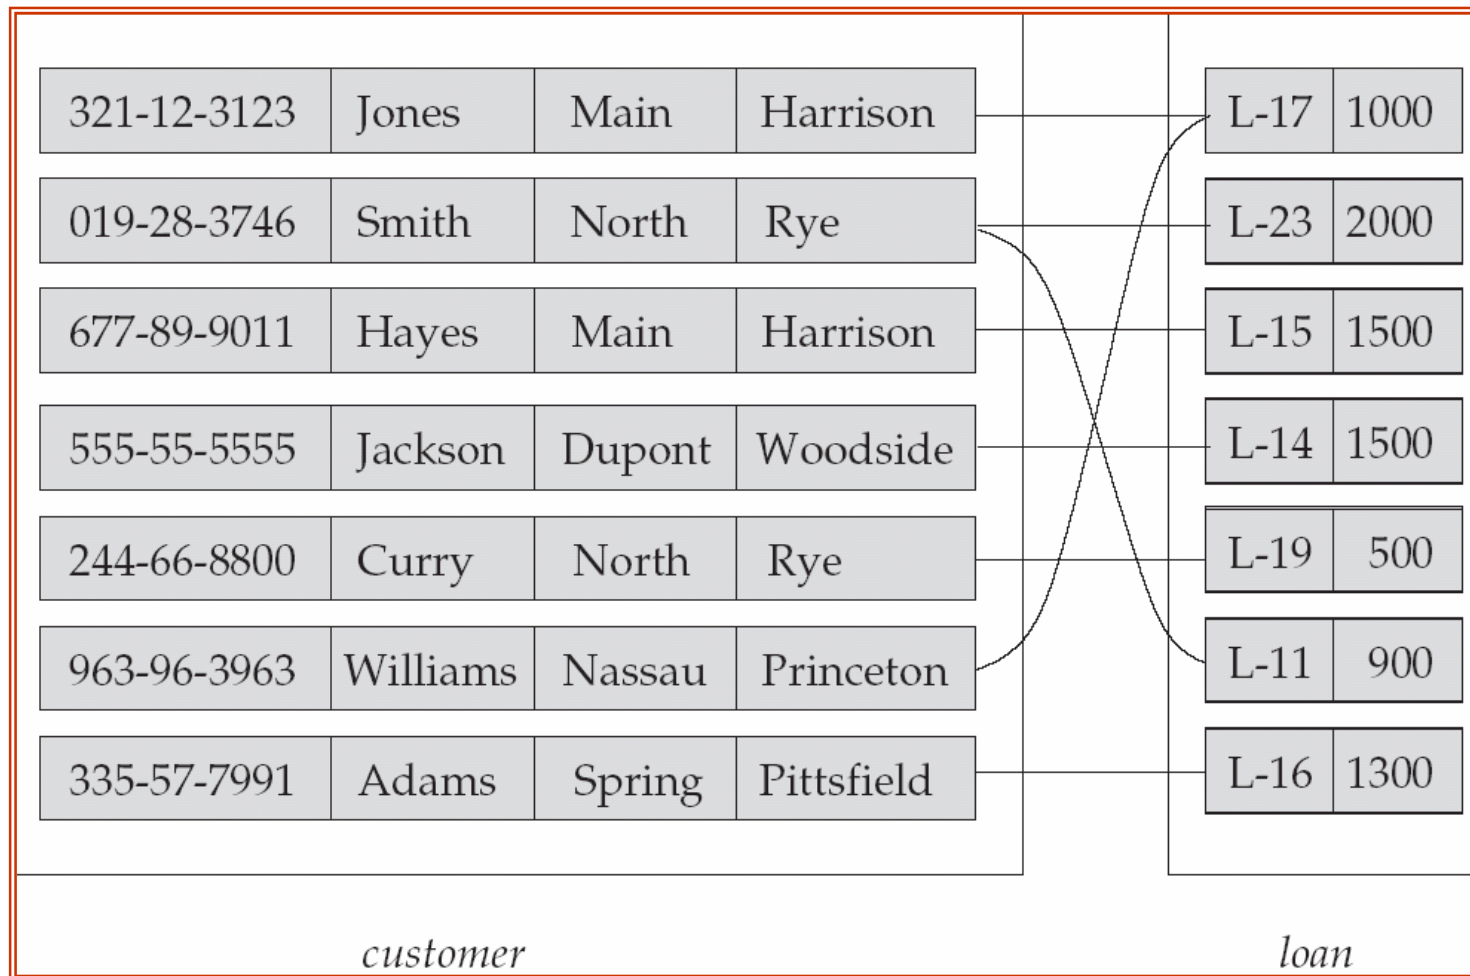 321-12-3123 Jones Main Harrison L-17 1000
019-28-3746 Smith North Rye L-23 2000
677-89-9011 Hayes Main Harrison L-15 1500
555-55-5555 Jackson Dupont Woodside L-14 1500
244-66-8800 Curry North Rye L-19 500
963-96-3963 Williams Nassau Princeton L-11 900
335-57-7991 Adams Spring Pittsfield L-16 1300
customer loan